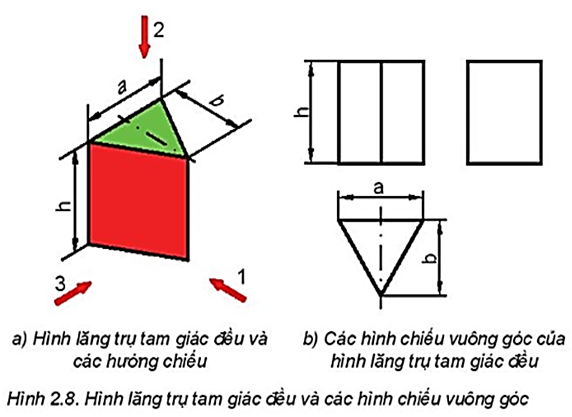 2
a
b
h
3
1
h
a
b
a) Hình lăng trụ tam giác đều và
các hướng chiếu
b) Các hình chiếu vuông góc của
hình lăng trụ tam giác đều
Hình 2.8. Hình lăng trụ tam giác đều và các hình chiếu vuông góc